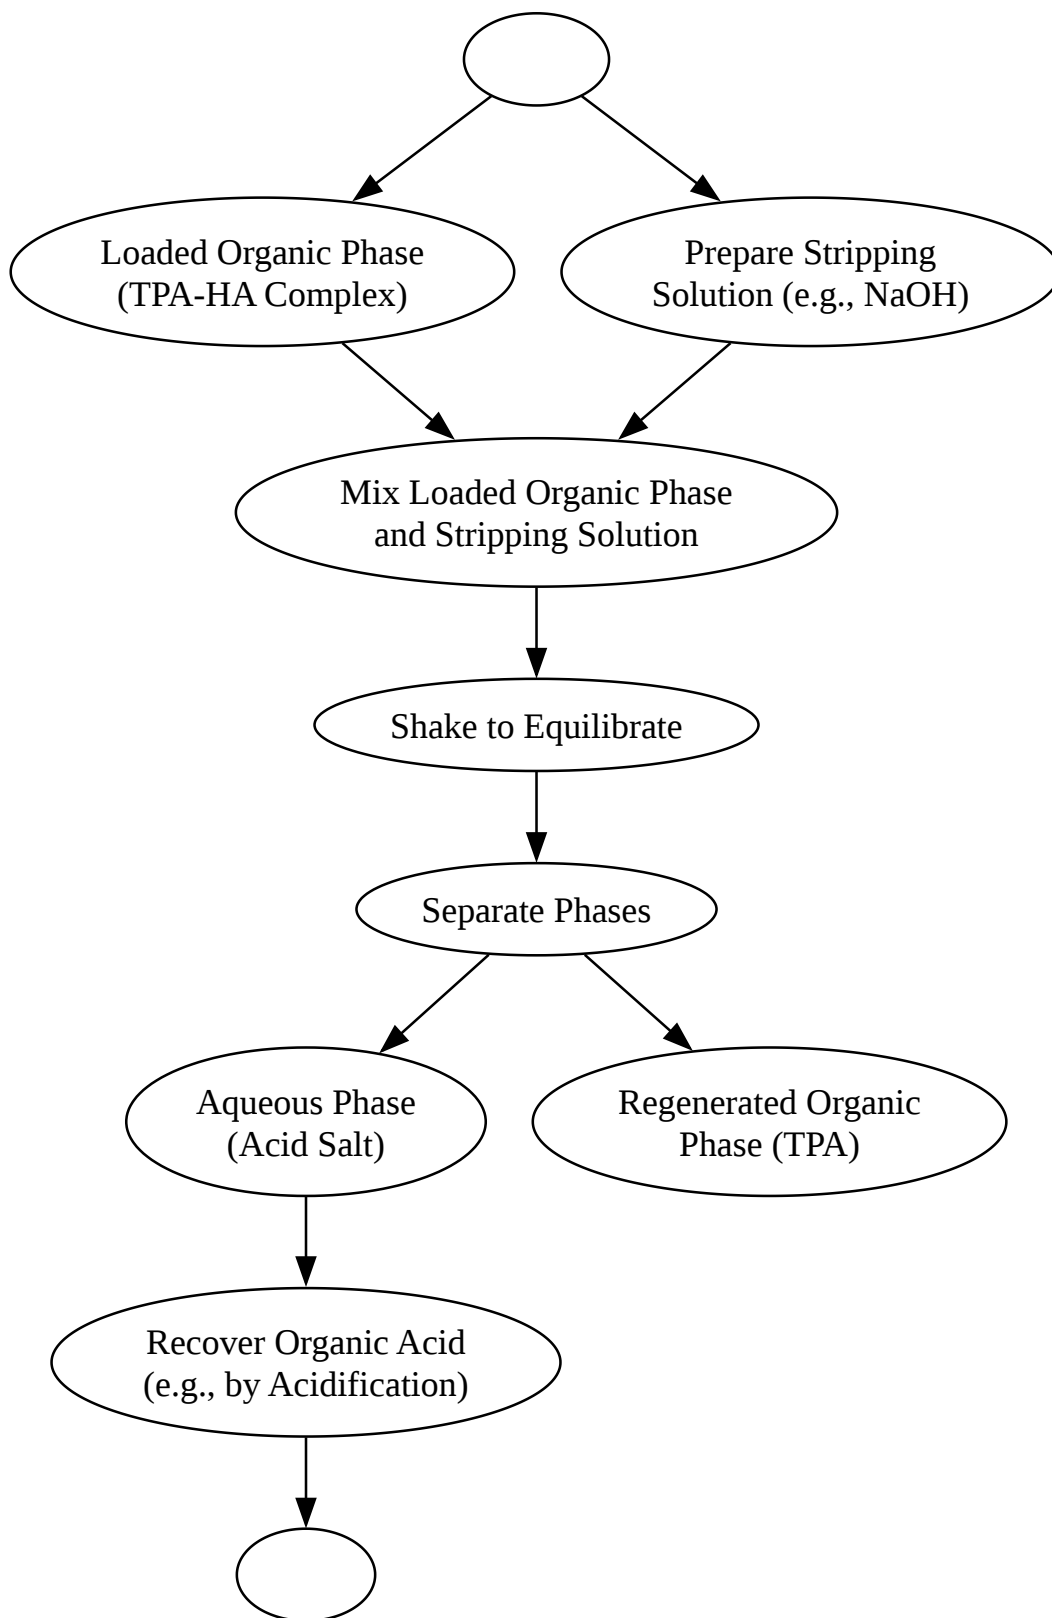 Loaded Organic Phase
(TPA-HA Complex)
Prepare Stripping
Solution (e.g., NaOH)
Mix Loaded Organic Phase
and Stripping Solution
Shake to Equilibrate
Separate Phases
Aqueous Phase
(Acid Salt)
Regenerated Organic
Phase (TPA)
Recover Organic Acid
(e.g., by Acidification)